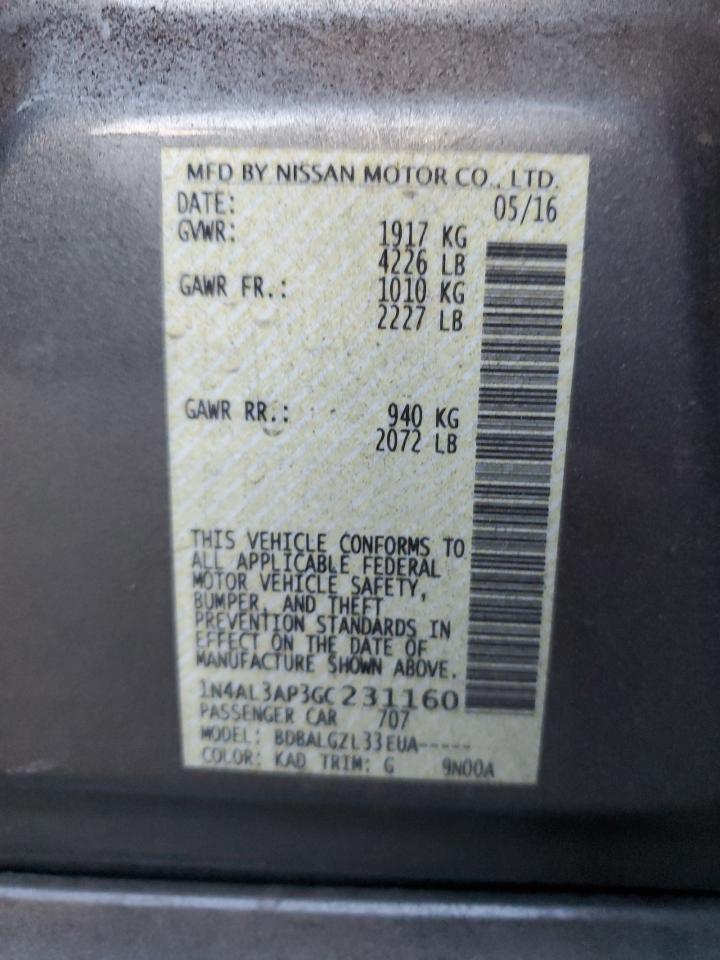 MFD BY NISSAN MOTOR CO., LTD.
DATE: 05/16
GVWR: 1917 KG
4226 LB
GAWR FR.: 1010 KG
2227 LB
GAWR RR.: 940 KG
2072 LB
THIS VEHICLE CONFORMS TO
ALL APPLICABLE FEDERAL
MOTOR VEHICLE SAFETY,
BUMPER, AND THEFT
PREVENTION STANDARDS IN
EFFECT ON THE DATE OF
MANUFACTURE SHOWN ABOVE.
1N4AL3AP3GC231160
PASSENGER CAR 707
MODEL: BDBALGZL33EUA-----
COLOR: KAD TRIM: G 9N00A